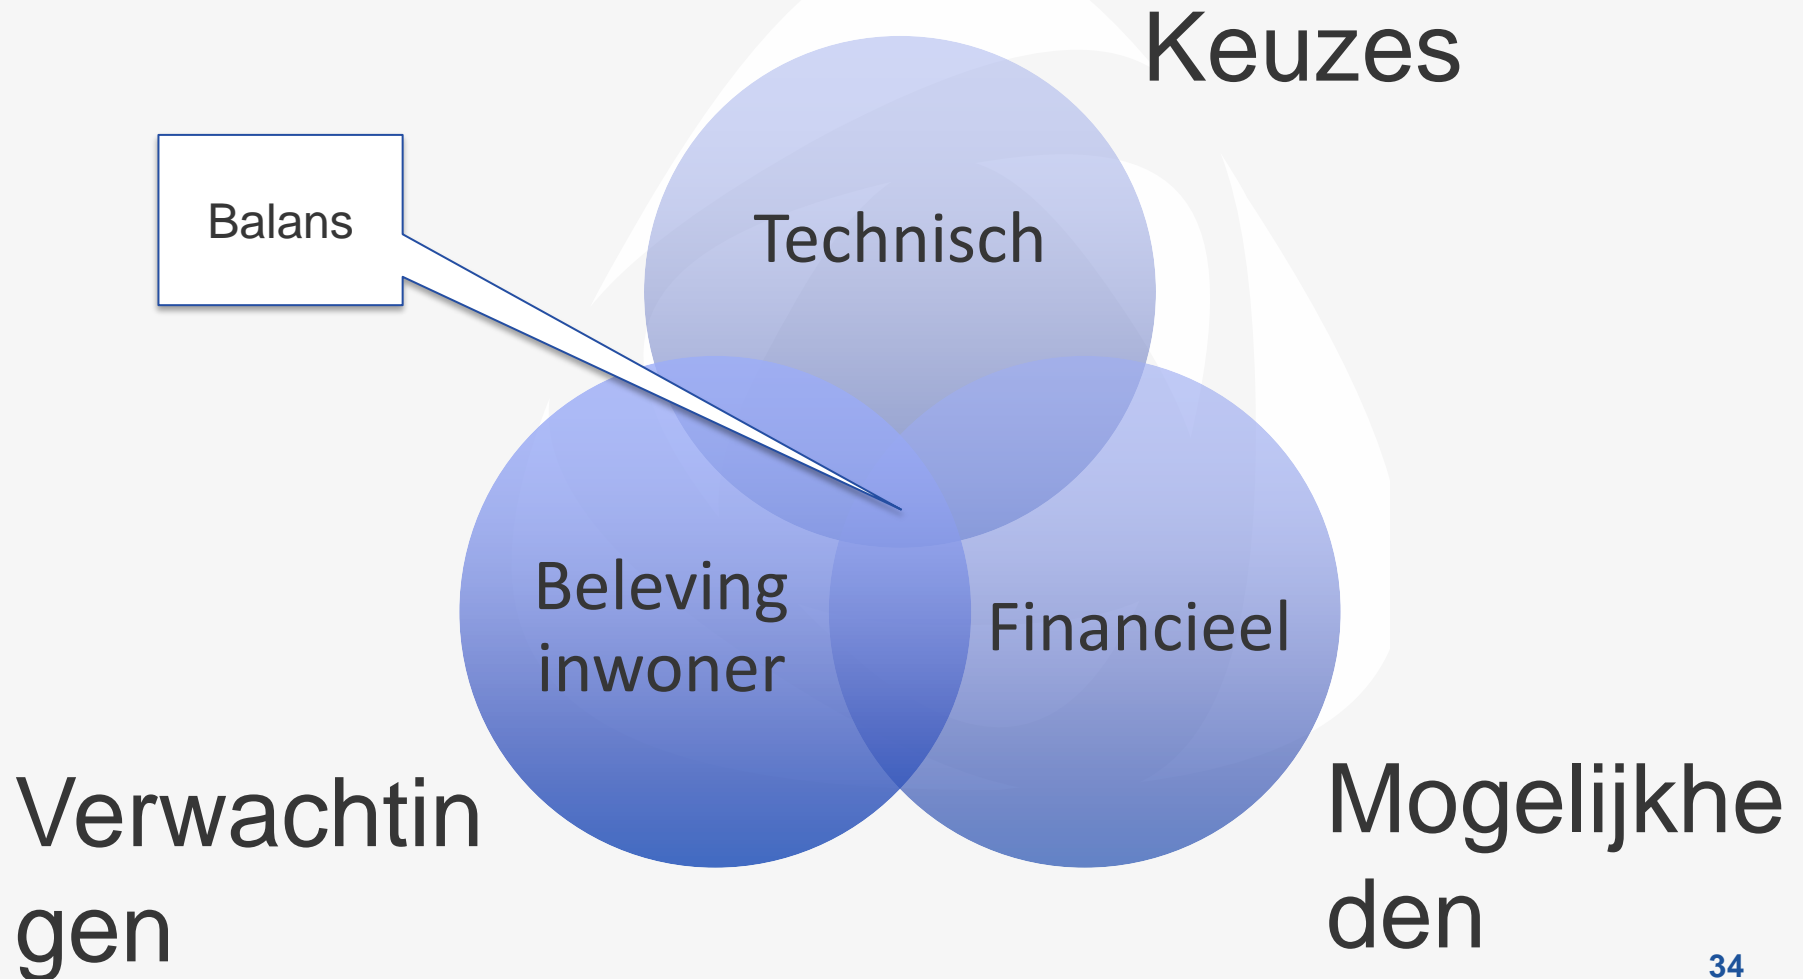 Keuzes
Balans
Technisch
Beleving
inwoner
Financieel
Verwachtin
gen
Mogelijkhe
den
34